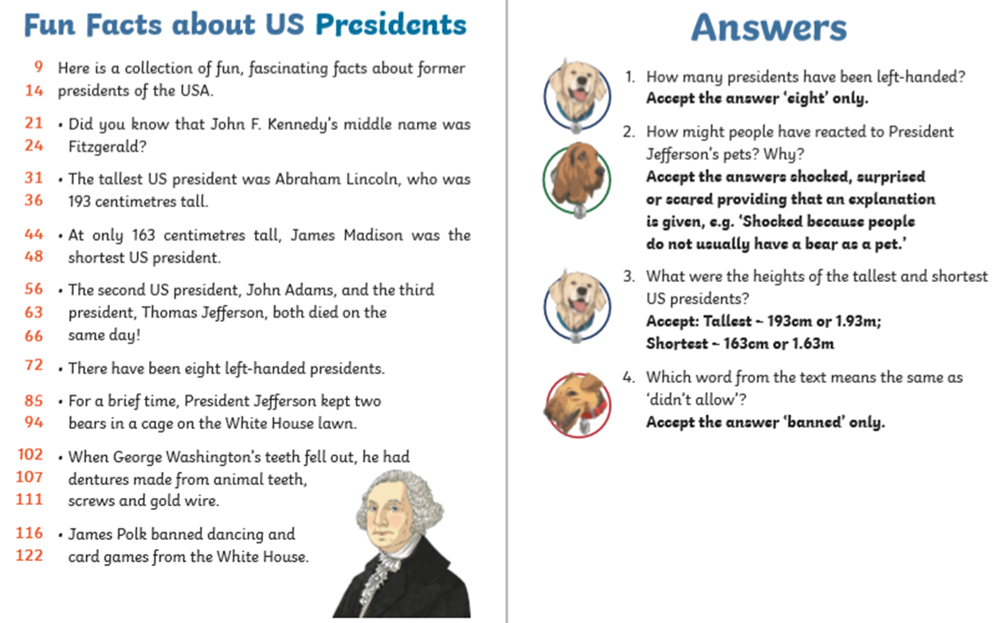 Fun Facts about US Presidents
9 Here is a collection of fun, fascinating facts about former
14 presidents of the USA.
21 • Did you know that John F. Kennedy's middle name was
24 Fitzgerald?
31 • The tallest US president was Abraham Lincoln, who was
36 193 centimetres tall.
44 • At only 163 centimetres tall, James Madison was the
48 shortest US president.
56 • The second US president, John Adams, and the third
63 president, Thomas Jefferson, both died on the
66 same day!
72 • There have been eight left-handed presidents.
85 • For a brief time, President Jefferson kept two
94 bears in a cage on the White House lawn.
102 • When George Washington's teeth fell out, he had
107 dentures made from animal teeth,
111 screws and gold wire.
116 • James Polk banned dancing and
122 card games from the White House.
Answers
1. How many presidents have been left-handed?
Accept the answer 'eight' only.
2. How might people have reacted to President
Jefferson's pets? Why?
Accept the answers shocked, surprised
or scared providing that an explanation
is given, e.g. 'Shocked because people
do not usually have a bear as a pet.'
3. What were the heights of the tallest and shortest
US presidents?
Accept: Tallest – 193cm or 1.93m;
Shortest – 163cm or 1.63m
4. Which word from the text means the same as
'didn't allow'?
Accept the answer 'banned' only.